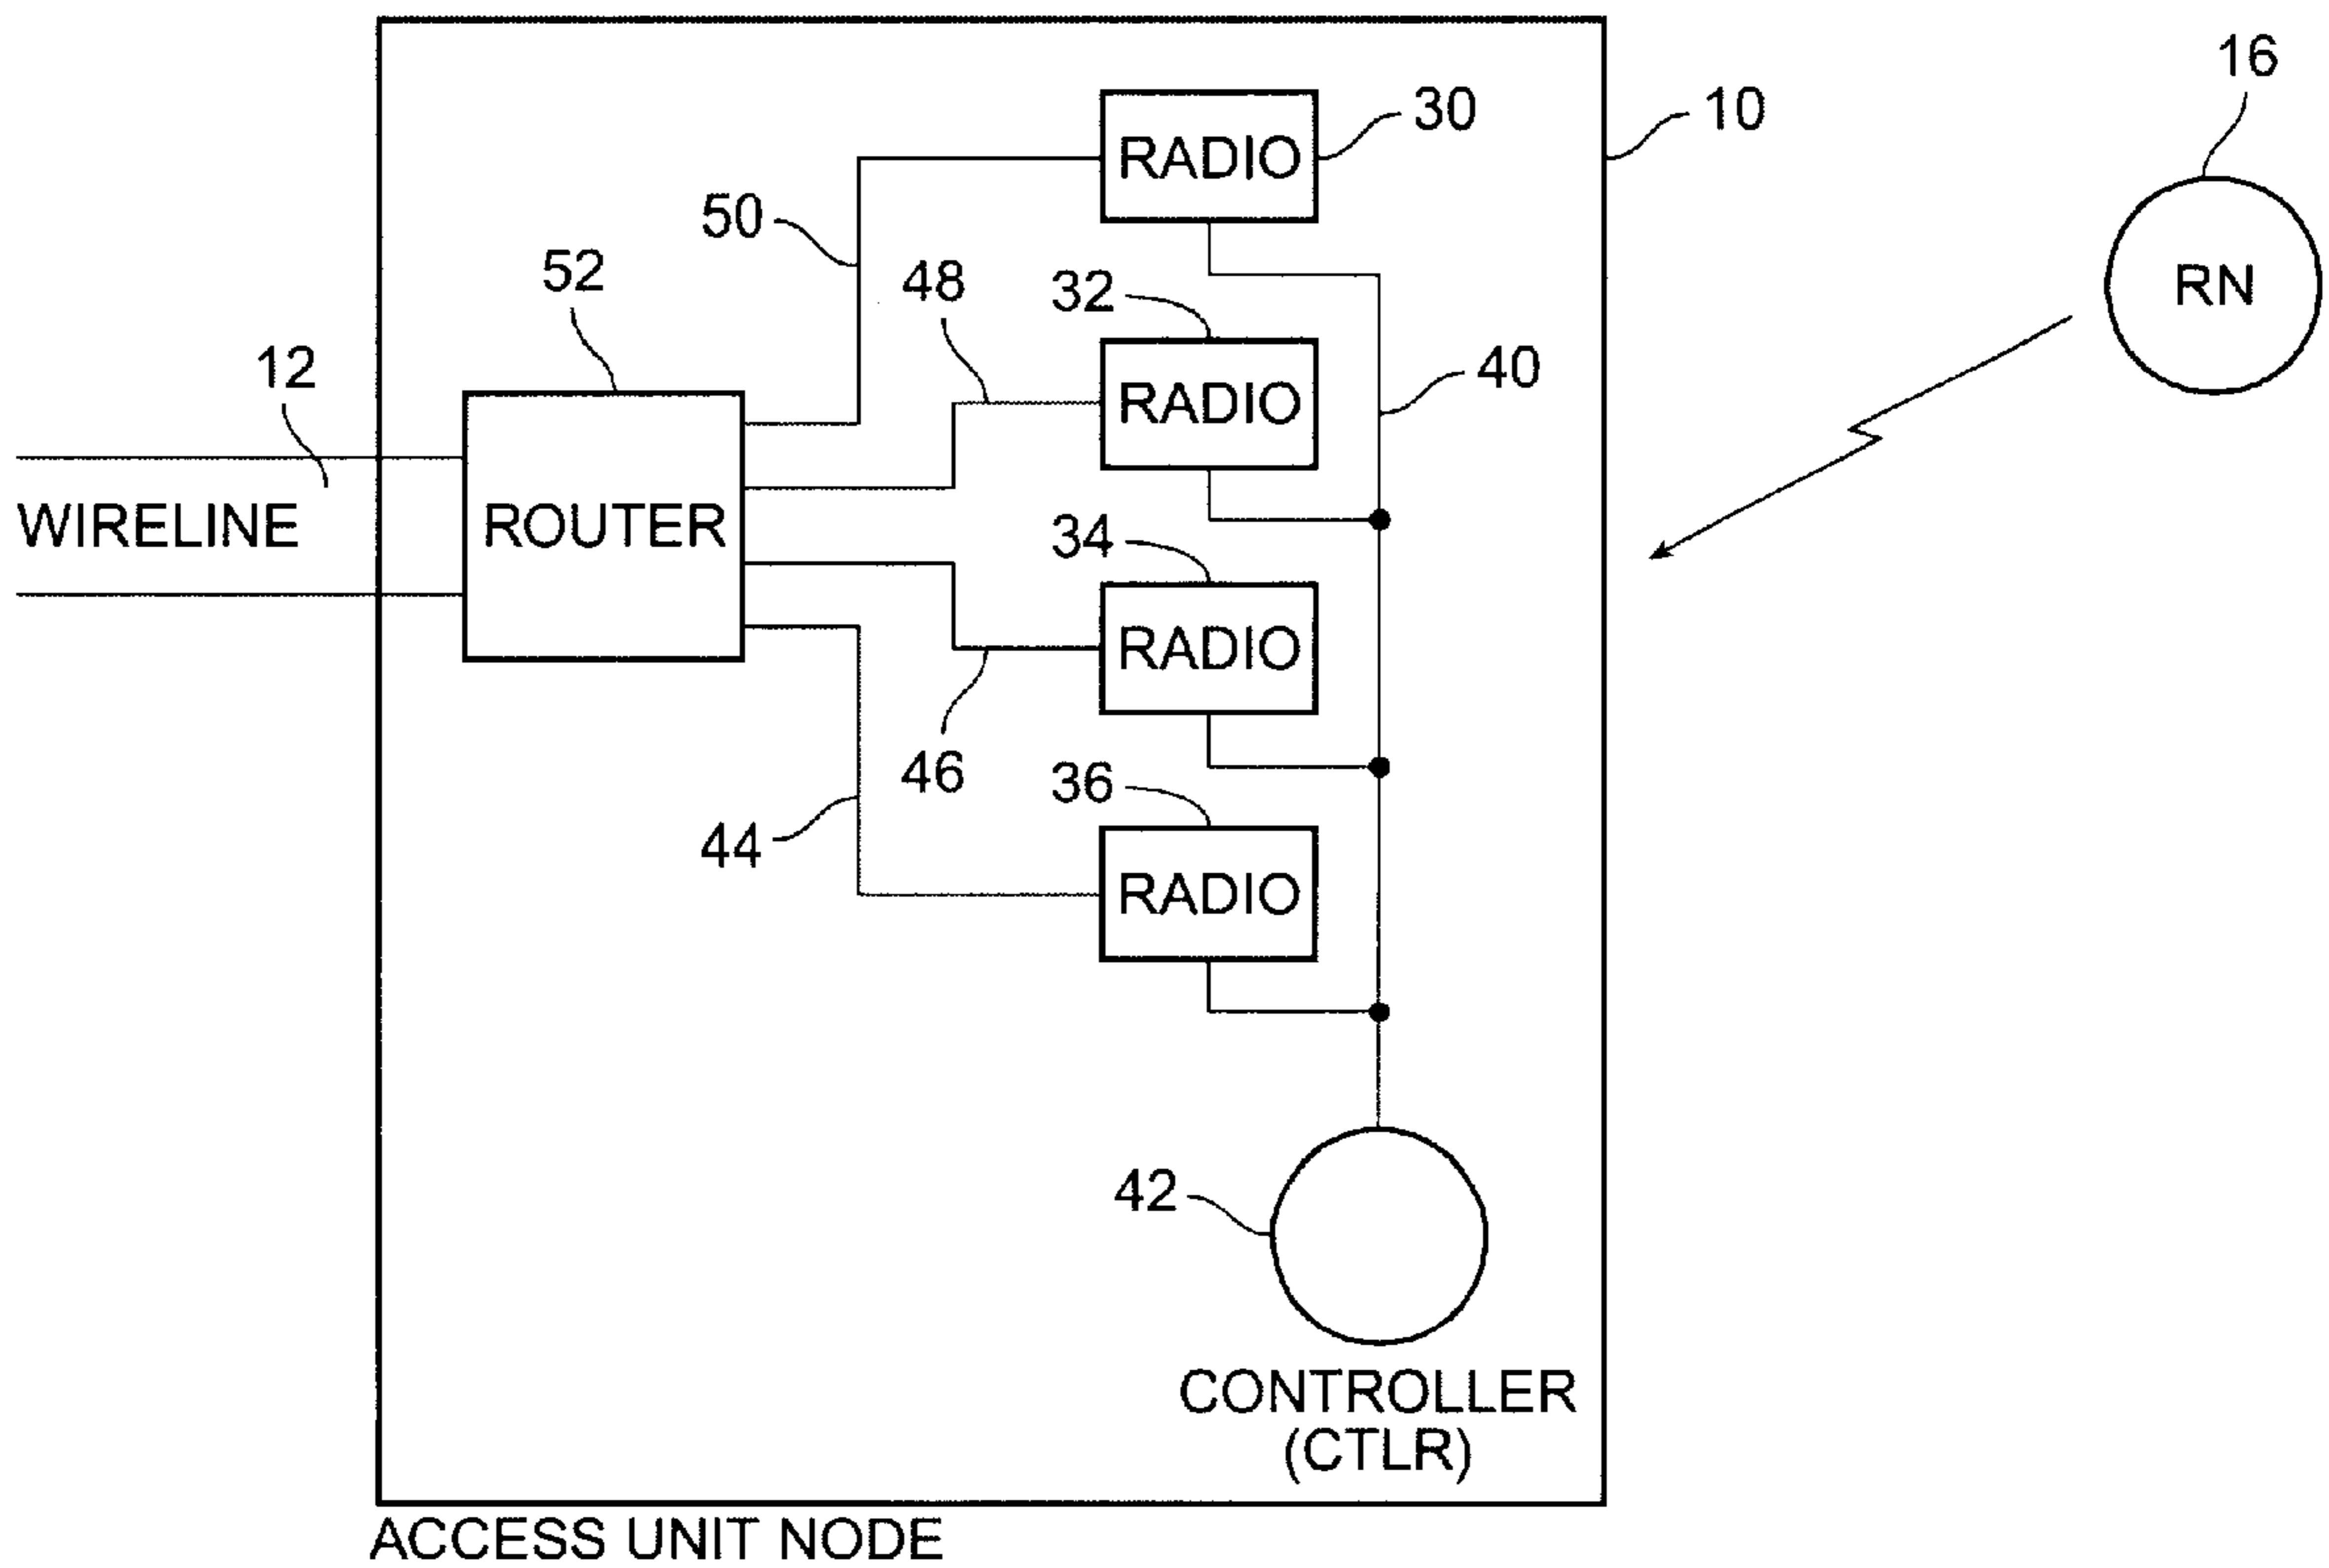 16
30
10
RADIO
50
RN
48
52
32
12
40
RADIO
WIRELINE
ROUTER
34
RADIO
46
36
44
RADIO
42
CONTROLLER
(CTLR)
ACCESS UNIT NODE